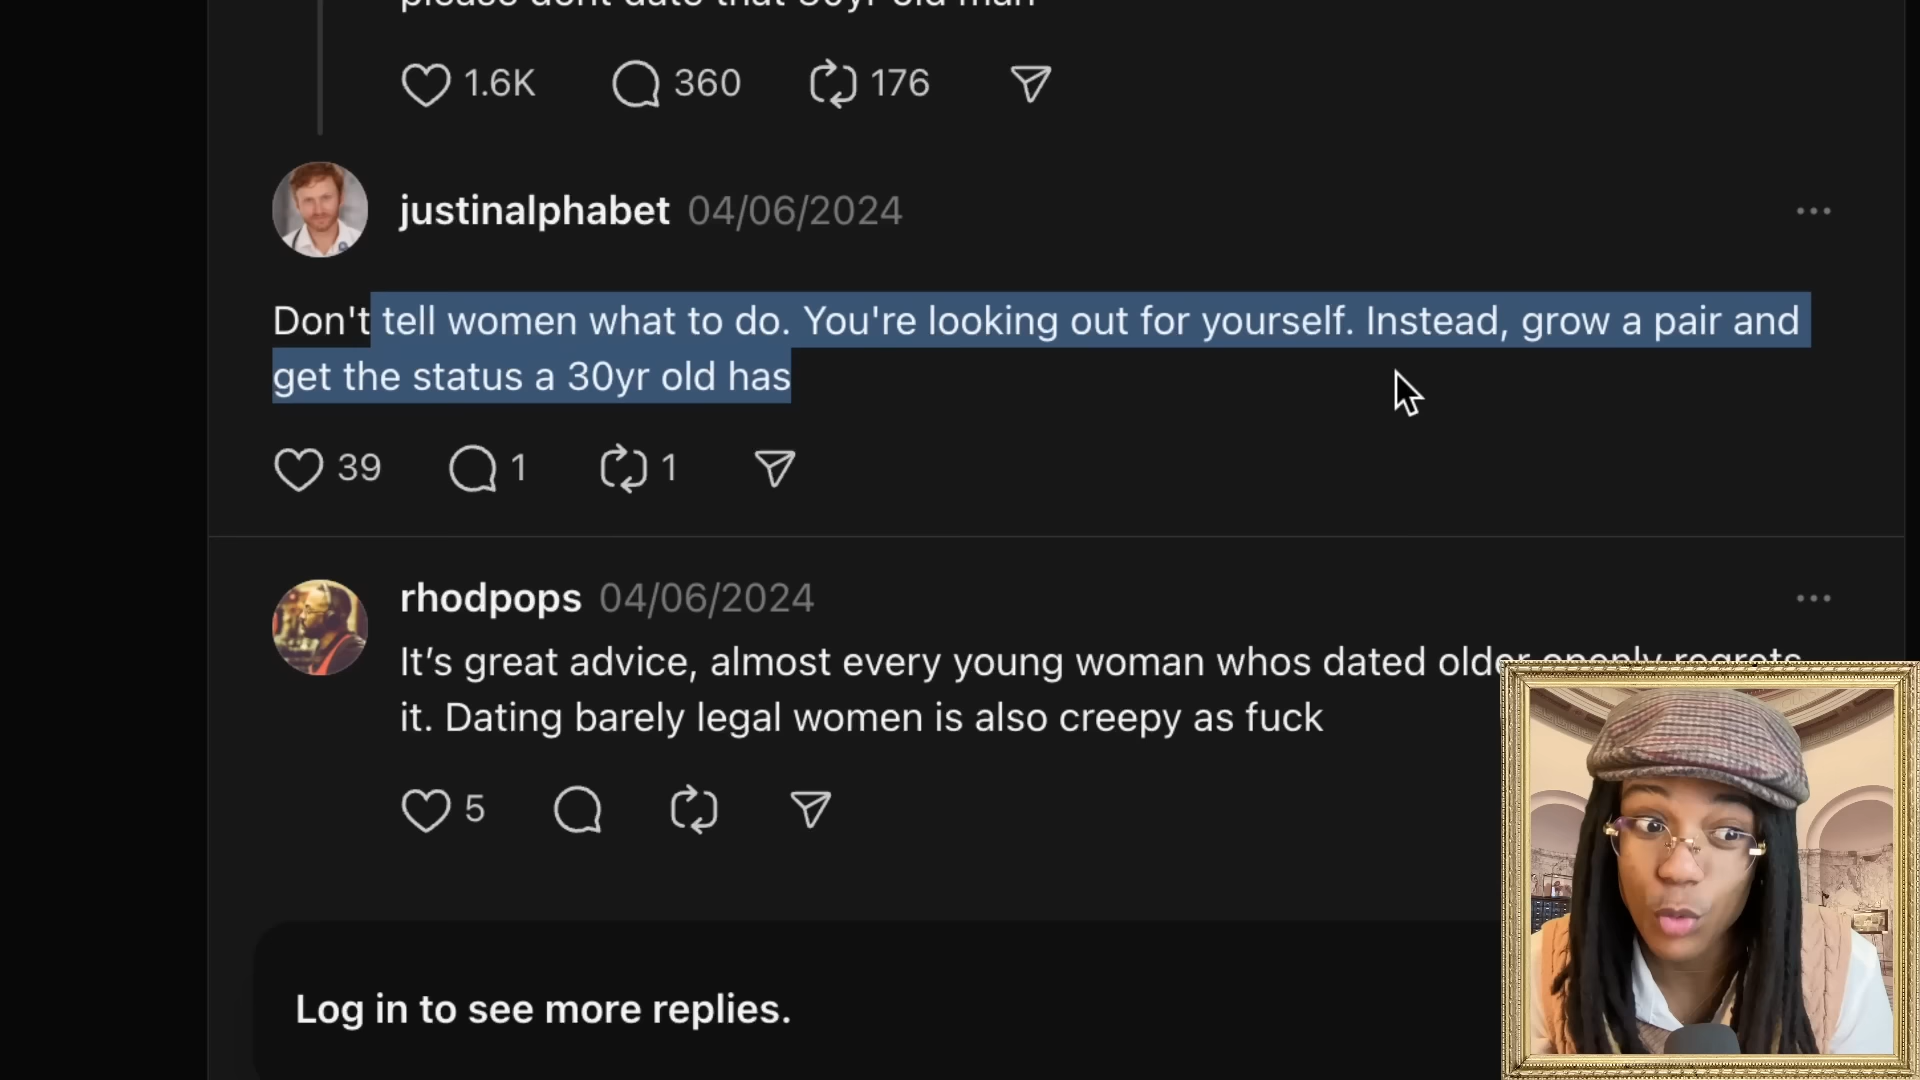 please dont date that 30yr old man
1.6K 360 176
justinalphabet 04/06/2024
Don't tell women what to do. You're looking out for yourself. Instead, grow a pair and
get the status a 30yr old has
39 1 1
rhodpops 04/06/2024
It’s great advice, almost every young woman whos dated older openly regrets
it. Dating barely legal women is also creepy as fuck
5
Log in to see more replies.